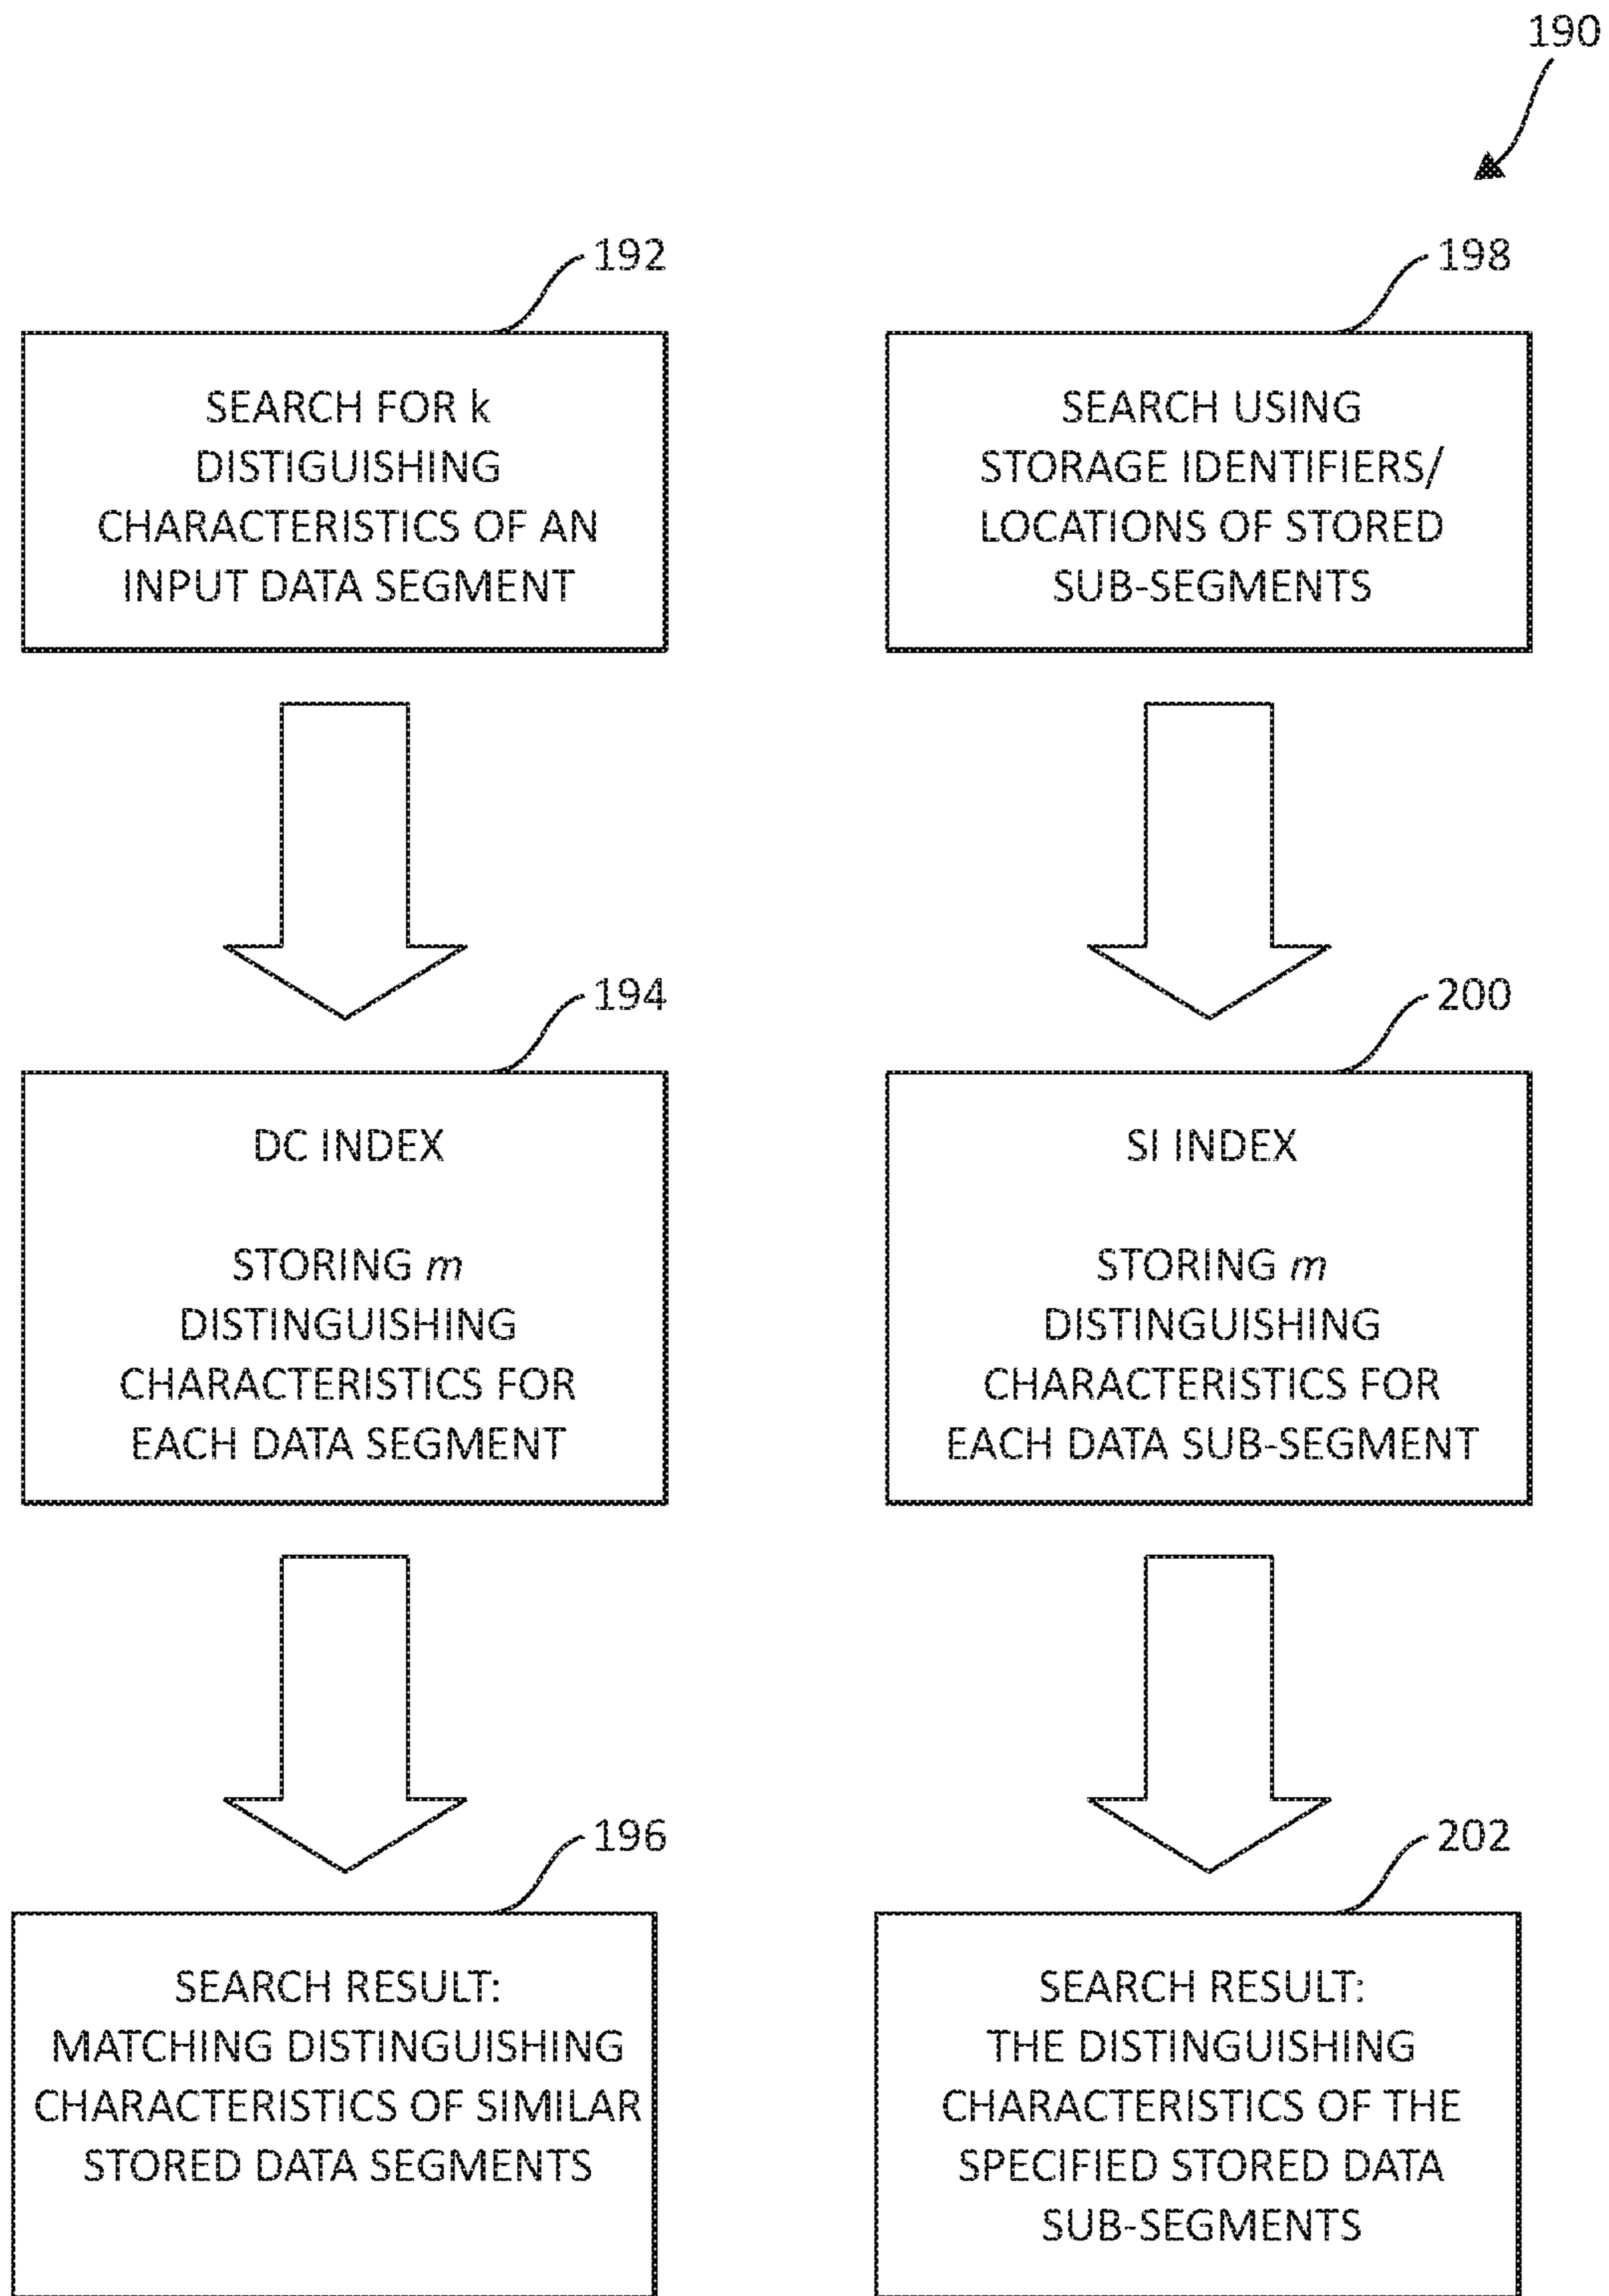 190
192
SEARCH FOR k
DISTIGUISHING
CHARACTERISTICS OF AN
INPUT DATA SEGMENT
198
SEARCH USING
STORAGE IDENTIFIERS/
LOCATIONS OF STORED
SUB-SEGMENTS
194
DC INDEX
STORING m
DISTINGUISHING
CHARACTERISTICS FOR
EACH DATA SEGMENT
200
SI INDEX
STORING m
DISTINGUISHING
CHARACTERISTICS FOR
EACH DATA SUB-SEGMENT
196
SEARCH RESULT:
MATCHING DISTINGUISHING
CHARACTERISTICS OF SIMILAR
STORED DATA SEGMENTS
202
SEARCH RESULT:
THE DISTINGUISHING
CHARACTERISTICS OF THE
SPECIFIED STORED DATA
SUB-SEGMENTS